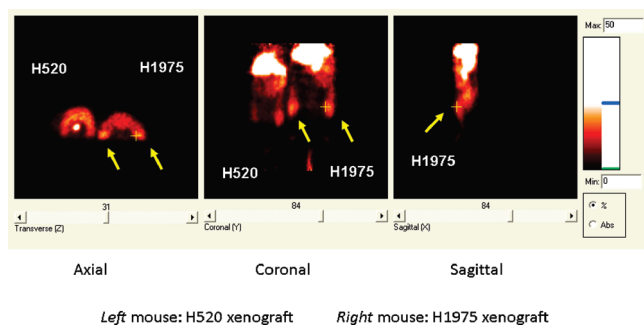 Max: 50
H520
H1975
H520
H1975
H1975
Min: 0
31
84
84
Transverse (Z)
Coronal (Y)
Sagittal (X)
%
Abs
Axial
Coronal
Sagittal
Left mouse: H520 xenograft
Right mouse: H1975 xenograft